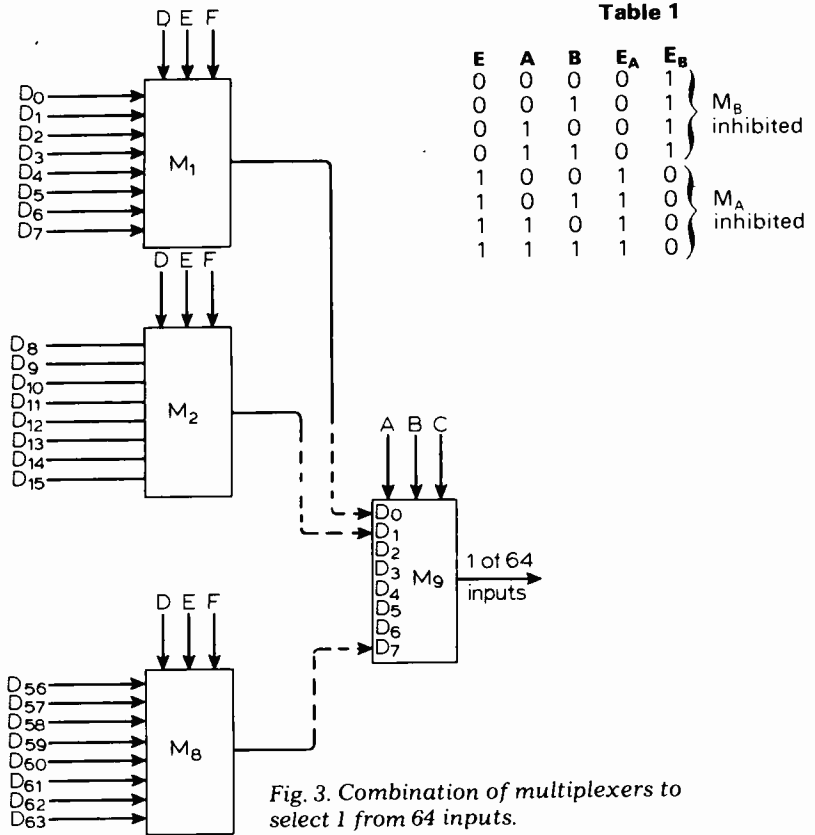 Table 1
E A B E_A E_B
0 0 0 0 1
0 0 1 0 1
0 1 0 0 1
0 1 1 0 1
M_B
inhibited
1 0 0 1 0
1 0 1 1 0
1 1 0 1 0
1 1 1 1 0
M_A
inhibited
D E F
D0
D1
D2
D3
D4
D5
D6
D7
M1
D E F
D8
D9
D10
D11
D12
D13
D14
D15
M2
A B C
D0
D1
D2
D3
D4
D5
D6
D7
M9
1 of 64
inputs
D E F
D56
D57
D58
D59
D60
D61
D62
D63
M8
Fig. 3. Combination of multiplexers to
select 1 from 64 inputs.